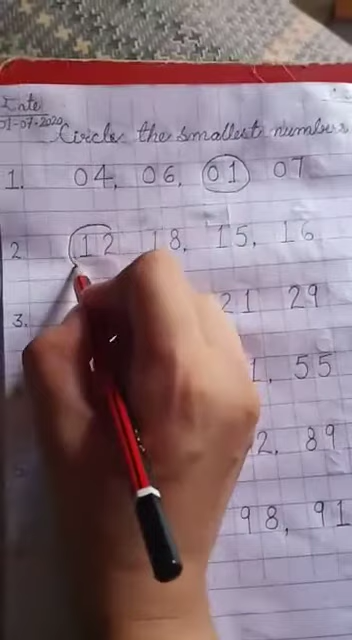 Date
01-07-2020 Circle the smallest number
1. 04, 06, 01 07
2 12 18, 15, 16
3. 21 29
55
2, 89
98, 91